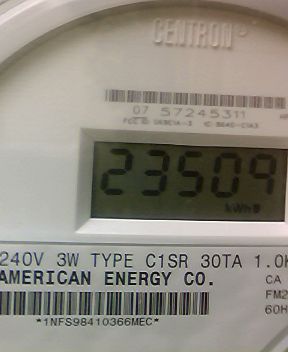 CENTRON®
07 57245311
23509
kWh
240V 3W TYPE C1SR 30TA 1.0K
AMERICAN ENERGY CO.
CA
FM2
60H
*1NFS98410366MEC*